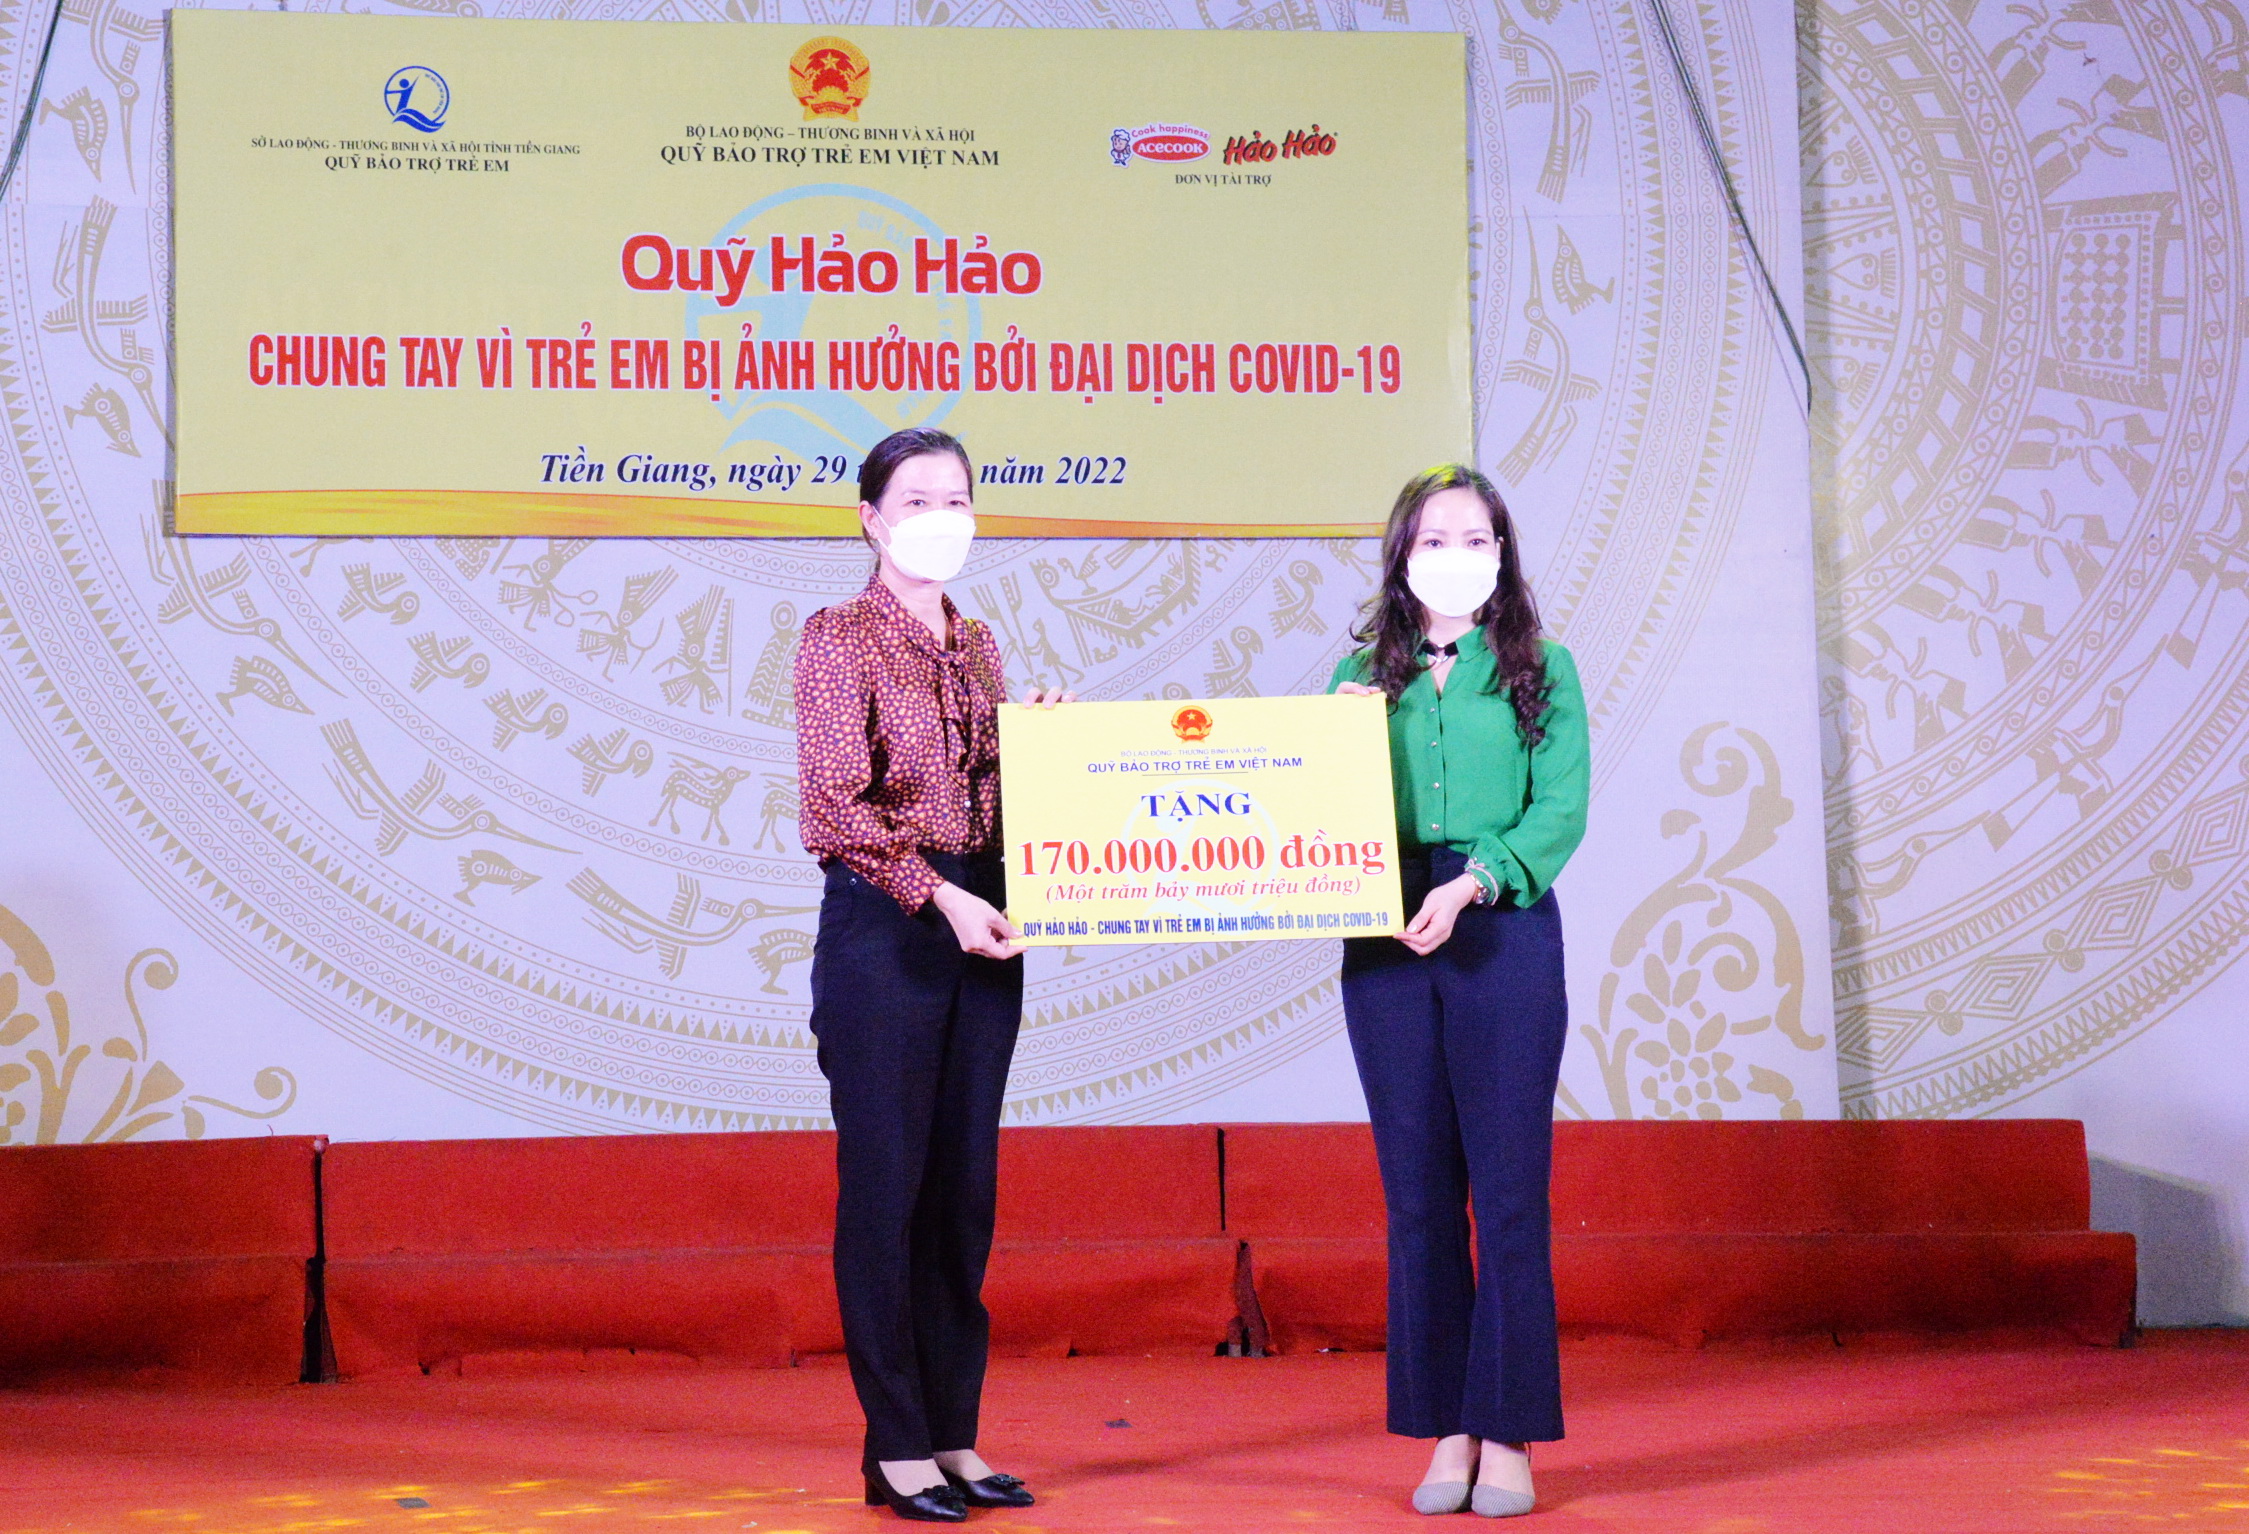 SỞ LAO ĐỘNG - THƯƠNG BINH VÀ XÃ HỘI TỈNH TIỀN GIANG
QUỸ BẢO TRỢ TRẺ EM
BỘ LAO ĐỘNG – THƯƠNG BINH VÀ XÃ HỘI
QUỸ BẢO TRỢ TRẺ EM VIỆT NAM
Cook happiness
ACECOOK
Hảo Hảo
ĐƠN VỊ TÀI TRỢ
Quỹ Hảo Hảo
CHUNG TAY VÌ TRẺ EM BỊ ẢNH HƯỞNG BỞI ĐẠI DỊCH COVID-19
Tiền Giang, ngày 29 năm 2022
BỘ LAO ĐỘNG - THƯƠNG BINH VÀ XÃ HỘI
QUỸ BẢO TRỢ TRẺ EM VIỆT NAM
TẶNG
170.000.000 đồng
(Một trăm bảy mươi triệu đồng)
QUỸ HẢO HẢO - CHUNG TAY VÌ TRẺ EM BỊ ẢNH HƯỞNG BỞI ĐẠI DỊCH COVID-19